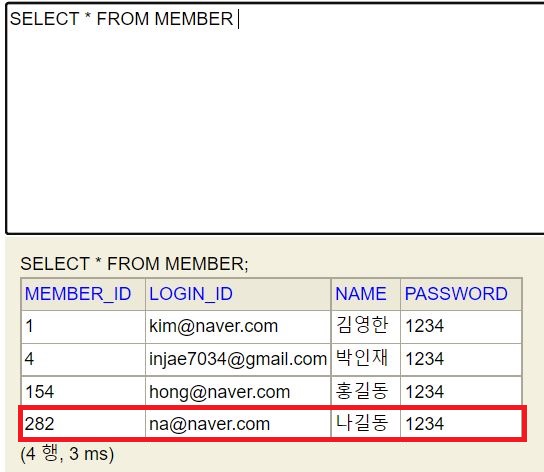 SELECT * FROM MEMBER
SELECT * FROM MEMBER;
MEMBER_ID LOGIN_ID NAME PASSWORD
1 kim@naver.com 김영한 1234
4 injae7034@gmail.com 박인재 1234
154 hong@naver.com 홍길동 1234
282 na@naver.com 나길동 1234
(4 행, 3 ms)